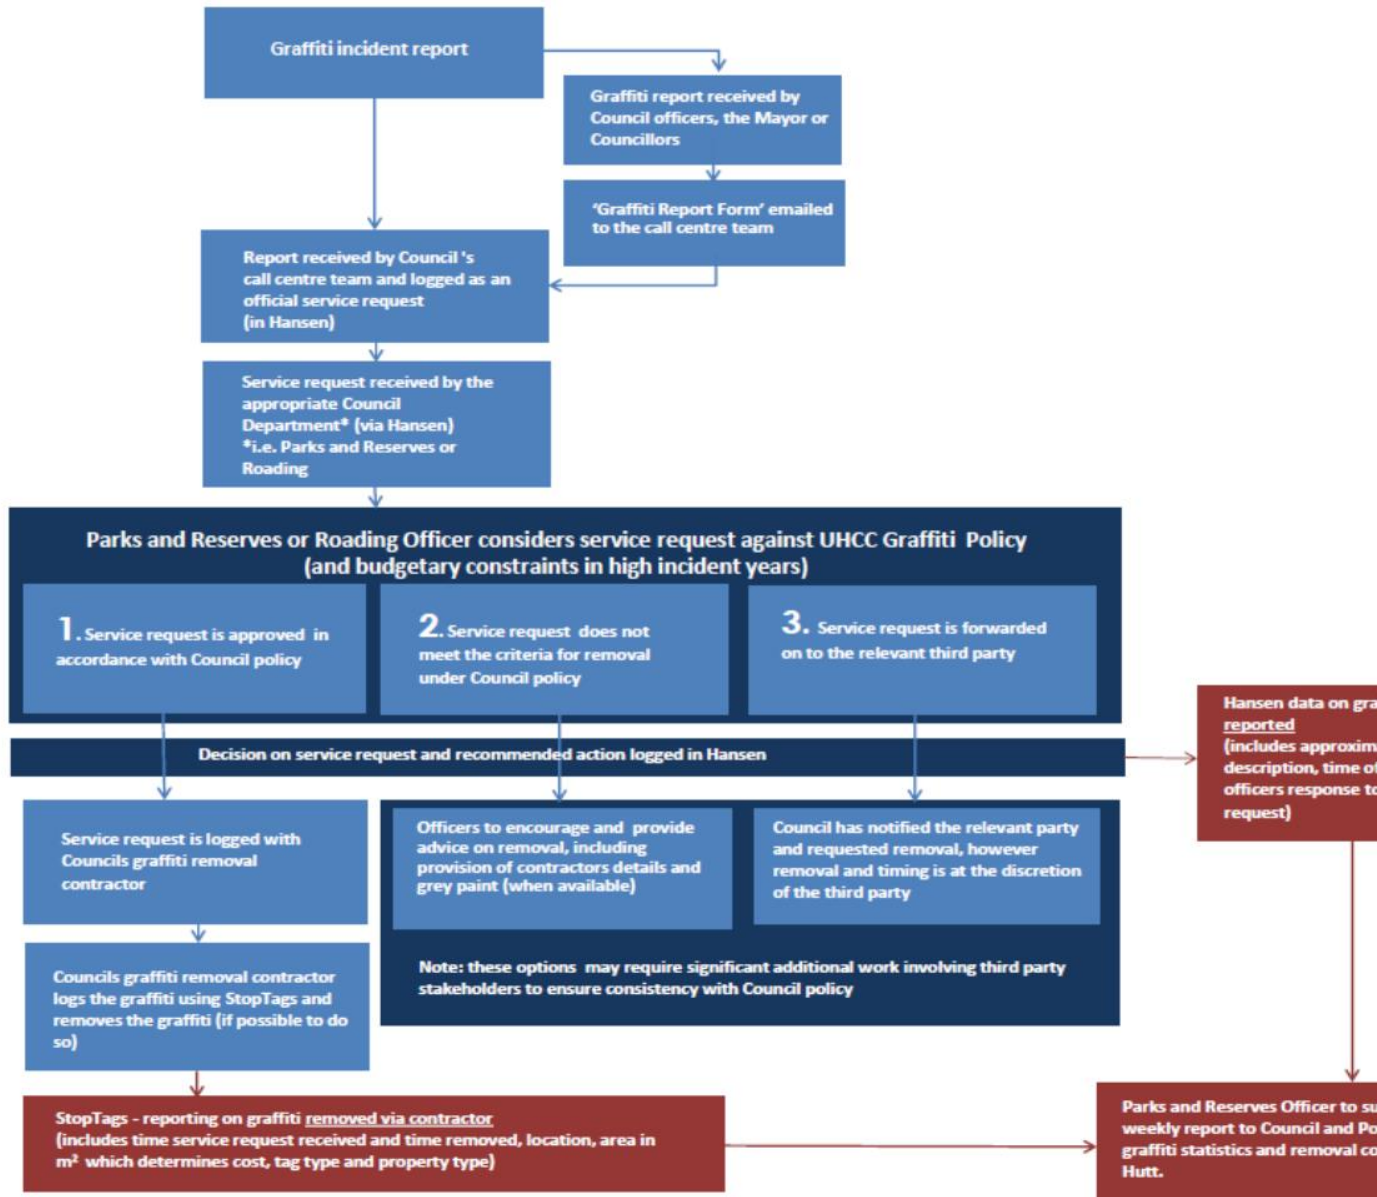 Graffiti incident report
Graffiti report received by
Council officers, the Mayor or
Councillors
‘Graffiti Report Form’ emailed
to the call centre team
Report received by Council 's
call centre team and logged as an
official service request
(in Hansen)
Service request received by the
appropriate Council
Department* (via Hansen)
*i.e. Parks and Reserves or
Roading
Parks and Reserves or Roading Officer considers service request against UHCC Graffiti Policy
(and budgetary constraints in high incident years)
1. Service request is approved in
accordance with Council policy
2. Service request does not
meet the criteria for removal
under Council policy
3. Service request is forwarded
on to the relevant third party
Decision on service request and recommended action logged in Hansen
Hansen data on
reported
(includes
description, time
officers response
request)
Service request is logged with
Councils graffiti removal
contractor
Officers to encourage and provide
advice on removal, including
provision of contractors details and
grey paint (when available)
Council has notified the relevant party
and requested removal, however
removal and timing is at the discretion
of the third party
Note: these options may require significant additional work involving third party
stakeholders to ensure consistency with Council policy
Councils graffiti removal contractor
logs the graffiti using StopTags and
removes the graffiti (if possible to do
so)
StopTags - reporting on graffiti removed via contractor
(includes time service request received and time removed, location, area in
m² which determines cost, tag type and property type)
Parks and Reserves Officer to
weekly report to Council and
graffiti statistics and removal
Hutt.